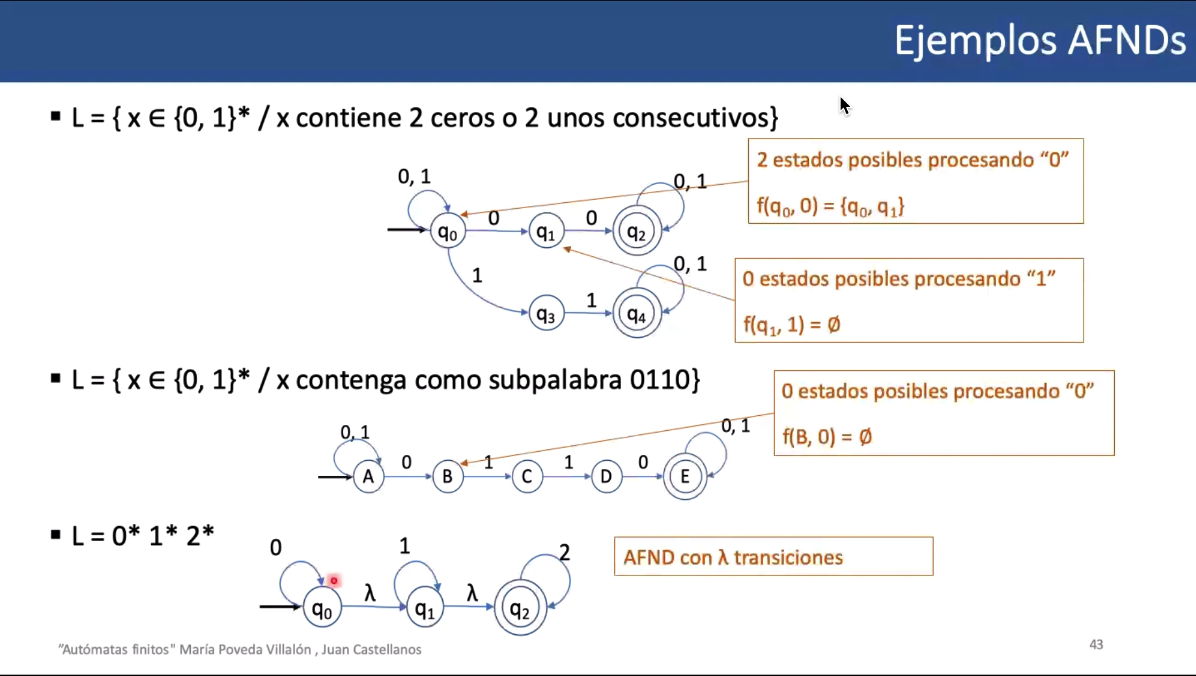 Ejemplos AFNDs
▪ L = { x ∈ {0, 1}* / x contiene 2 ceros o 2 unos consecutivos}
2 estados posibles procesando “0”
f(q₀, 0) = {q₀, q₁}
0, 1
0, 1
q₀
0
q₁
0
q₂
1
0, 1
q₃
1
q₄
0 estados posibles procesando “1”
f(q₁, 1) = Ø
▪ L = { x ∈ {0, 1}* / x contenga como subpalabra 0110}
0 estados posibles procesando “0”
f(B, 0) = Ø
0, 1
0, 1
A
0
B
1
C
1
D
0
E
▪ L = 0* 1* 2*
0
1
2
q₀
λ
q₁
λ
q₂
AFND con λ transiciones
“Autómatas finitos" María Poveda Villalón , Juan Castellanos
43